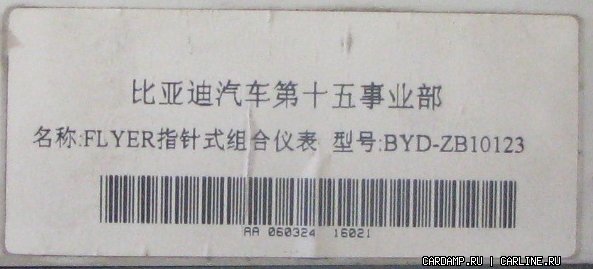 比亚迪汽车第十五事业部
名称:FLYER指针式组合仪表 型号:BYD-ZB10123
AA 060324 16021
CARDAMP.RU | CARLINE.RU